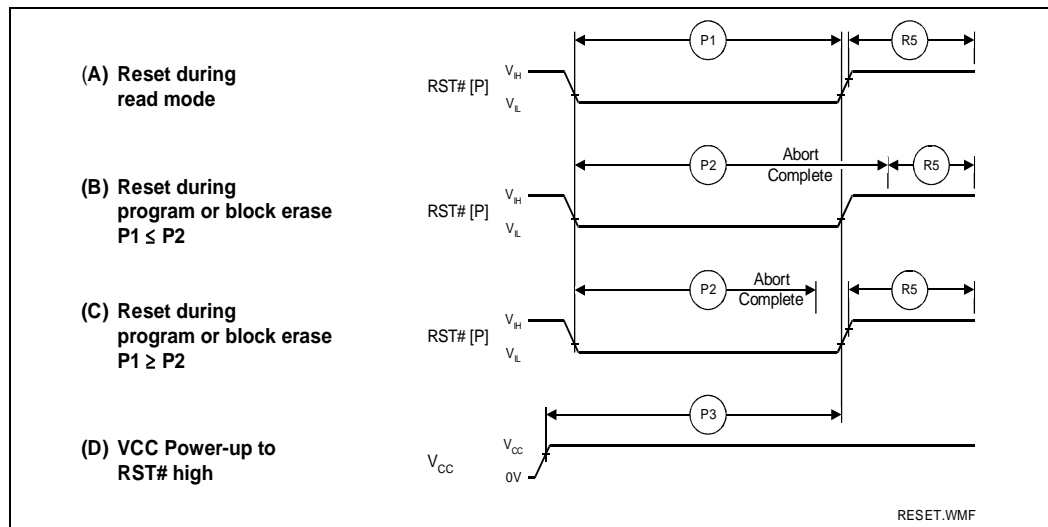 P1
R5
(A) Reset during
read mode
RST# [P]
VIH
VIL
P2
Abort
Complete
R5
(B) Reset during
program or block erase
P1 ≤ P2
RST# [P]
VIH
VIL
P2
Abort
Complete
R5
(C) Reset during
program or block erase
P1 ≥ P2
RST# [P]
VIH
VIL
P3
(D) VCC Power-up to
RST# high
VCC
VCC
0V
RESET.WMF